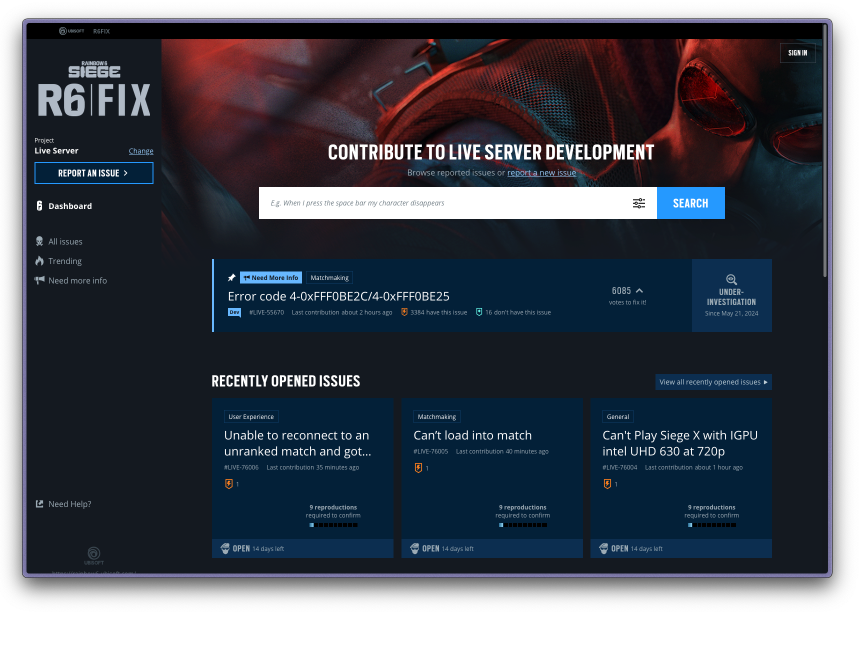 UBISOFT
R6FIX
SIGN IN
RAINBOW6
SIEGE
R6|FIX
Project
Live Server
Change
REPORT AN ISSUE
Dashboard
All issues
Trending
Need more info
Need Help?
UBISOFT
CONTRIBUTE TO LIVE SERVER DEVELOPMENT
Browse reported issues or report a new issue
E.g. When I press the space bar my character disappears
SEARCH
Need More Info
Matchmaking
Error code 4-0xFFF0BE2C/4-0xFFF0BE25
Dev #LIVE-55670 Last contribution about 2 hours ago 3384 have this issue 16 don't have this issue
6085
votes to fix it!
UNDER-
INVESTIGATION
Since May 21, 2024
RECENTLY OPENED ISSUES
View all recently opened issues
User Experience
Unable to reconnect to an
unranked match and got...
#LIVE-76006 Last contribution 35 minutes ago
1
9 reproductions
required to confirm
OPEN 14 days left
Matchmaking
Can't load into match
#LIVE-76005 Last contribution 40 minutes ago
1
9 reproductions
required to confirm
OPEN 14 days left
General
Can't Play Siege X with IGPU
intel UHD 630 at 720p
#LIVE-76004 Last contribution about 1 hour ago
1
9 reproductions
required to confirm
OPEN 14 days left